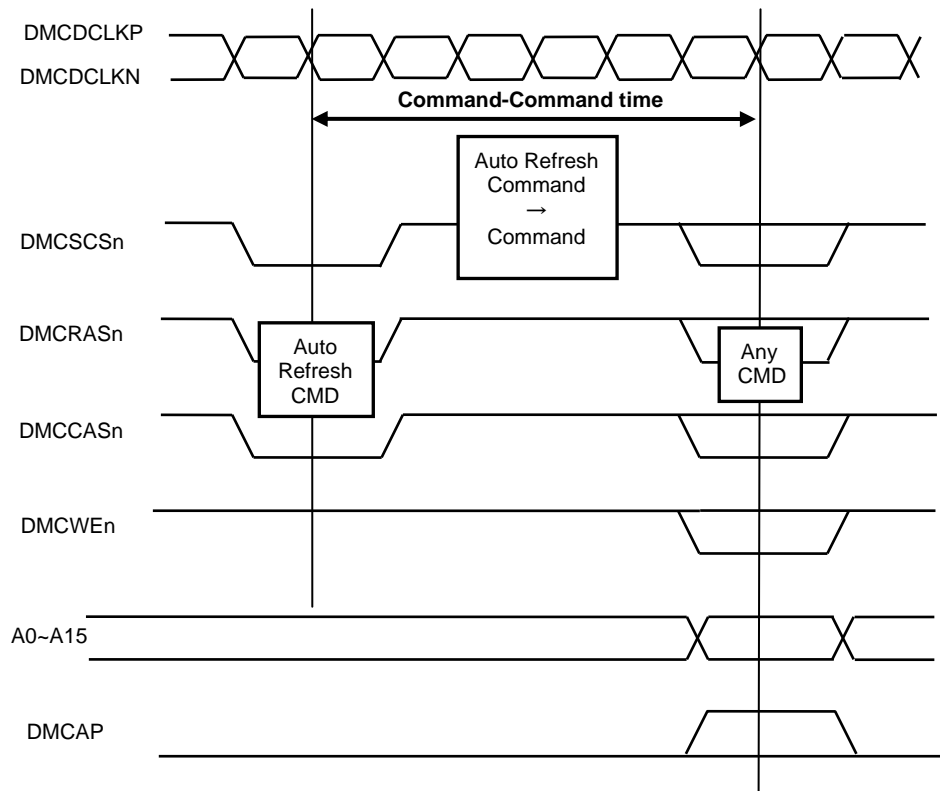 DMCDCLKP
DMCDCLKN
Command-Command time
Auto Refresh
Command
→
Command
DMCSCSn
DMCRASn
Auto
Refresh
CMD
Any
CMD
DMCCASn
DMCWEn
A0~A15
DMCAP